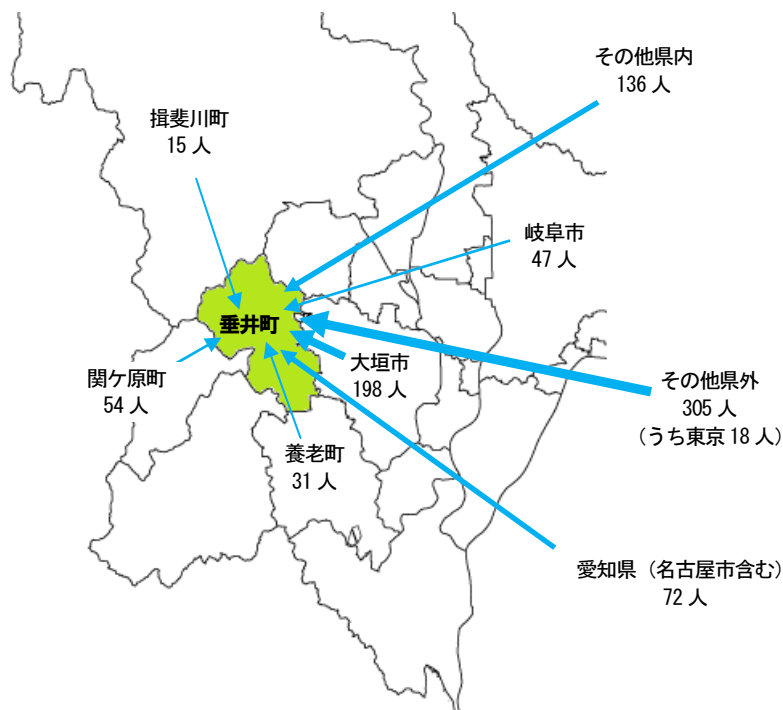 その他県内
136 人
揖斐川町
15 人
岐阜市
47 人
垂井町
大垣市
198 人
関ケ原町
54 人
その他県外
305 人
（うち東京 18 人）
養老町
31 人
愛知県（名古屋市含む）
72 人